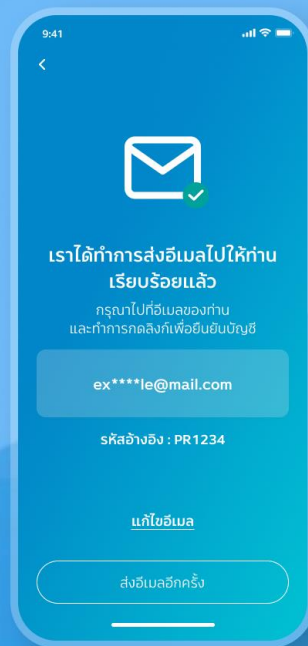 9:41
เราได้ทำการส่งอีเมลไปให้ท่าน
เรียบร้อยแล้ว
กรุณาไปที่อีเมลของท่าน
และทำการกดลิงก์เพื่อยืนยันบัญชี
ex****le@mail.com
รหัสอ้างอิง : PR1234
แก้ไขอีเมล
ส่งอีเมลอีกครั้ง